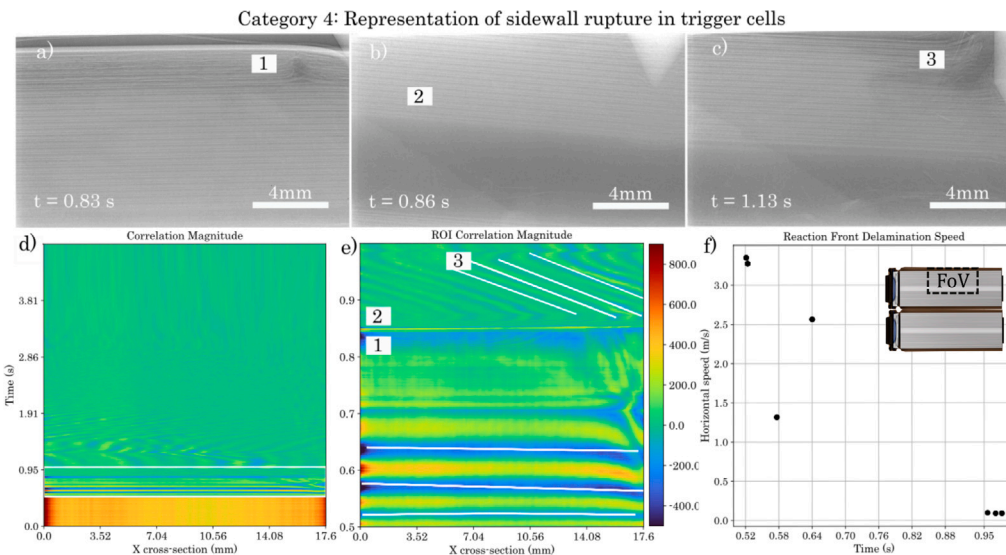 Category 4: Representation of sidewall rupture in trigger cells
a)
1
t = 0.83 s
4mm
b)
2
t = 0.86 s
4mm
c)
3
t = 1.13 s
4mm
d)
Correlation Magnitude
3.81
2.86
1.91
0.95
0.0
Time (s)
0.0
3.52
7.04
10.56
14.08
17.6
X cross-section (mm)
e)
ROI Correlation Magnitude
3
2
1
0.9
0.8
0.7
0.6
0.5
0.0
3.52
7.04
10.56
14.08
17.6
X cross-section (mm)
800.0
600.0
400.0
200.0
0.0
-200.0
-400.0
f)
Reaction Front Delamination Speed
FoV
3.0
2.5
2.0
1.5
1.0
0.5
0.0
Horizontal speed (m/s)
0.52
0.58
0.64
0.70
0.76
0.82
0.88
0.95
Time (s)